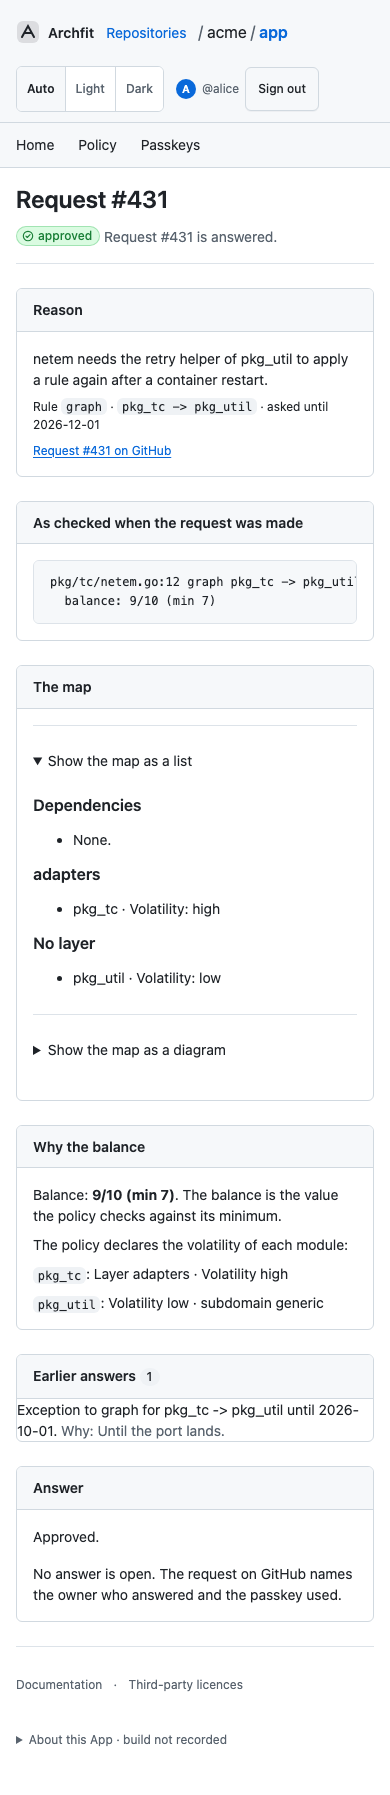 Archfit Repositories / acme / app
Auto Light Dark A @alice Sign out
Home Policy Passkeys
Request #431
approved Request #431 is answered.
Reason
netem needs the retry helper of pkg_util to apply
a rule again after a container restart.
Rule graph · pkg_tc -> pkg_util · asked until
2026-12-01
Request #431 on GitHub
As checked when the request was made
pkg/tc/netem.go:12 graph pkg_tc -> pkg_util
balance: 9/10 (min 7)
The map
Show the map as a list
Dependencies
None.
adapters
pkg_tc · Volatility: high
No layer
pkg_util · Volatility: low
Show the map as a diagram
Why the balance
Balance: 9/10 (min 7). The balance is the value
the policy checks against its minimum.
The policy declares the volatility of each module:
pkg_tc: Layer adapters · Volatility high
pkg_util: Volatility low · subdomain generic
Earlier answers 1
Exception to graph for pkg_tc -> pkg_util until 2026-
10-01. Why: Until the port lands.
Answer
Approved.
No answer is open. The request on GitHub names
the owner who answered and the passkey used.
Documentation · Third-party licences
About this App · build not recorded